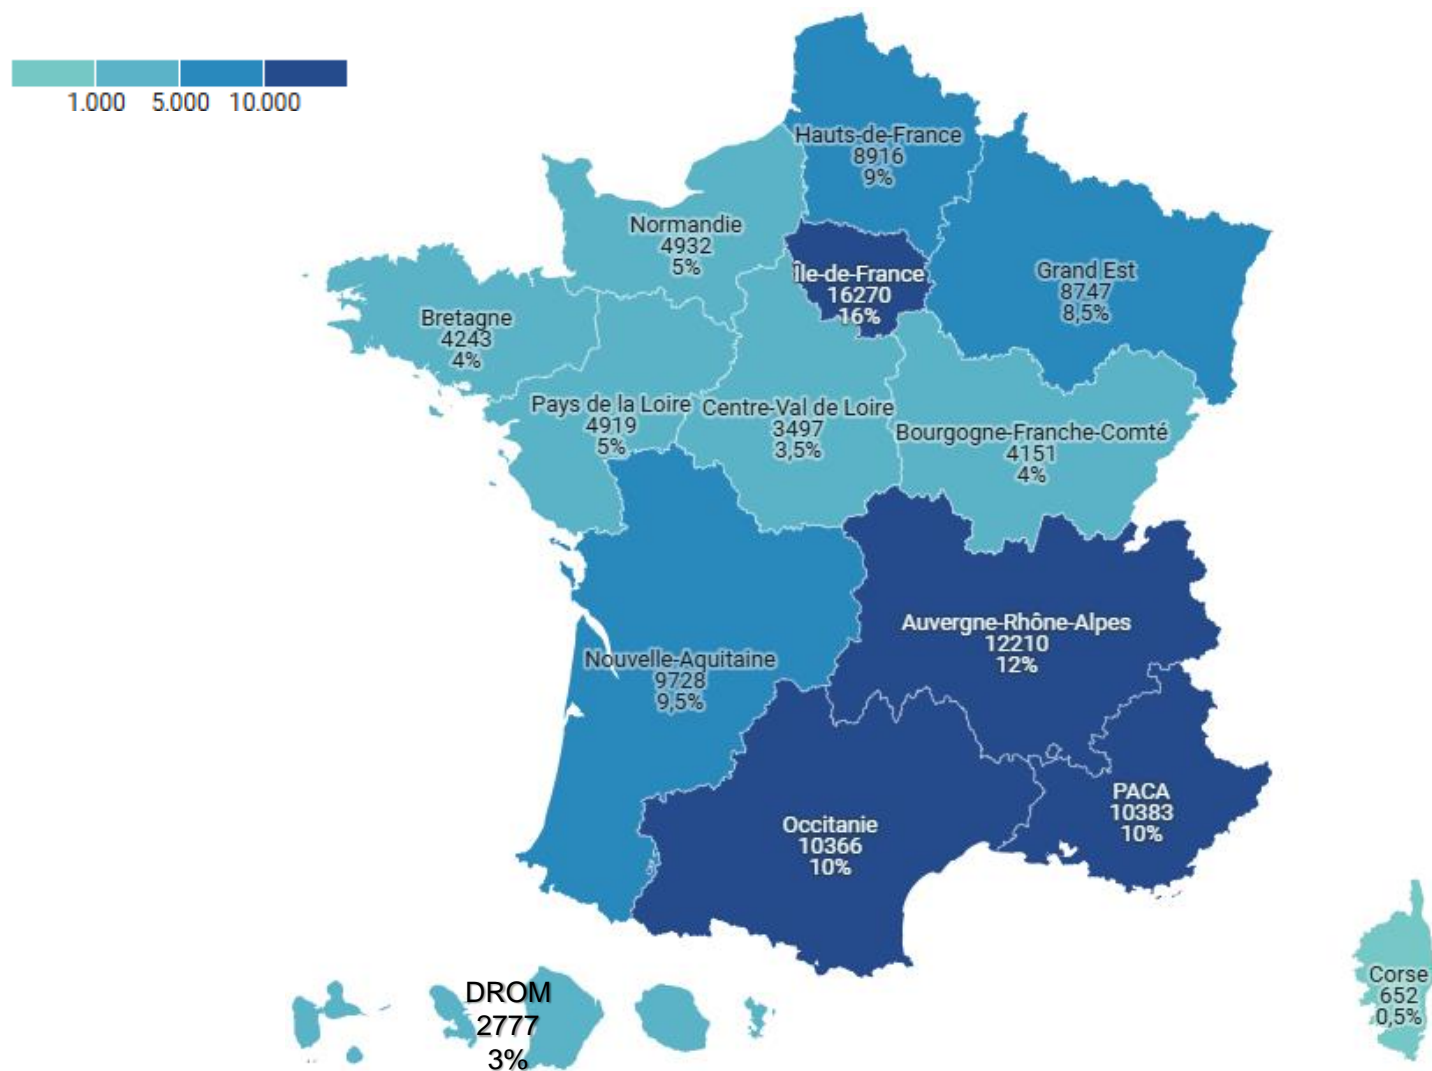 1.000 5.000 10.000
Hauts-de-France
8916
9%
Normandie
4932
5%
Île-de-France
16270
16%
Grand Est
8747
8,5%
Bretagne
4243
4%
Pays de la Loire
4919
5%
Centre-Val de Loire
3497
3,5%
Bourgogne-Franche-Comté
4151
4%
Auvergne-Rhône-Alpes
12210
12%
Nouvelle-Aquitaine
9728
9,5%
PACA
10383
10%
Occitanie
10366
10%
Corse
652
0,5%
DROM
2777
3%